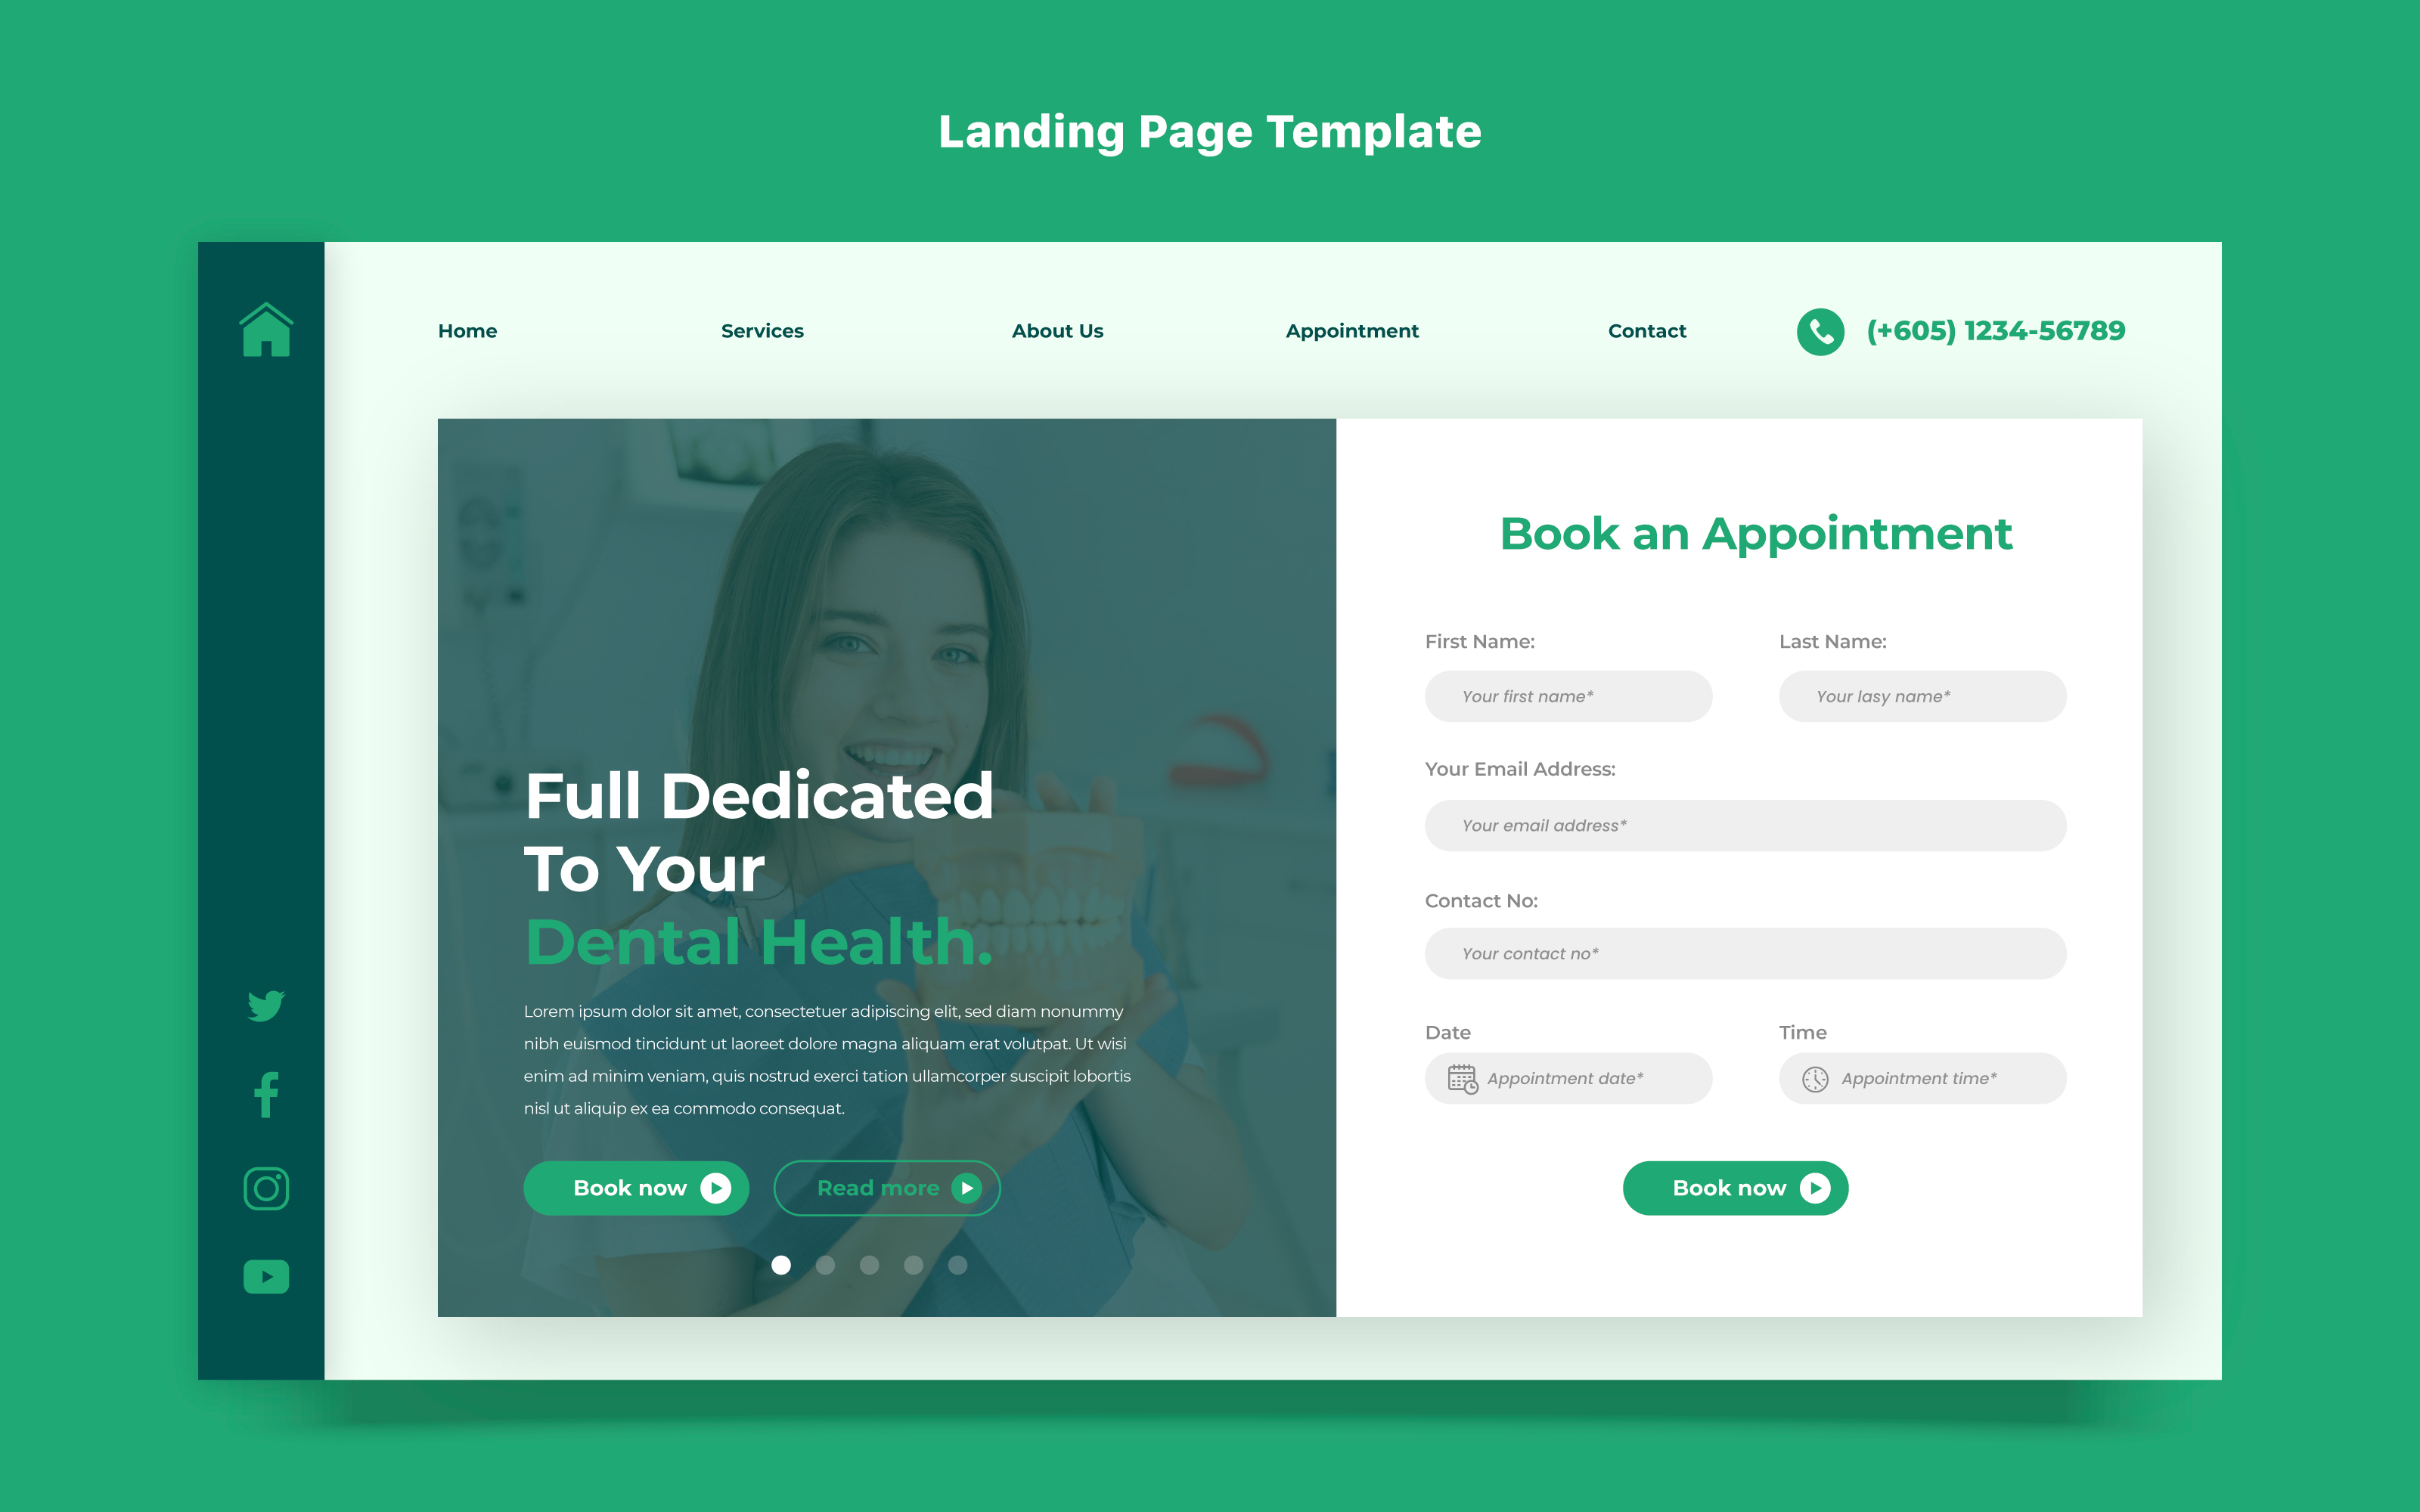 Landing Page Template
Home
Services
About Us
Appointment
Contact
(+605) 1234-56789
Full Dedicated
To Your
Dental Health.
Lorem ipsum dolor sit amet, consectetuer adipiscing elit, sed diam nonummy
nibh euismod tincidunt ut laoreet dolore magna aliquam erat volutpat. Ut wisi
enim ad minim veniam, quis nostrud exerci tation ullamcorper suscipit lobortis
nisl ut aliquip ex ea commodo consequat.
Book now
Read more
Book an Appointment
First Name:
Last Name:
Your first name*
Your lasy name*
Your Email Address:
Your email address*
Contact No:
Your contact no*
Date
Time
Appointment date*
Appointment time*
Book now